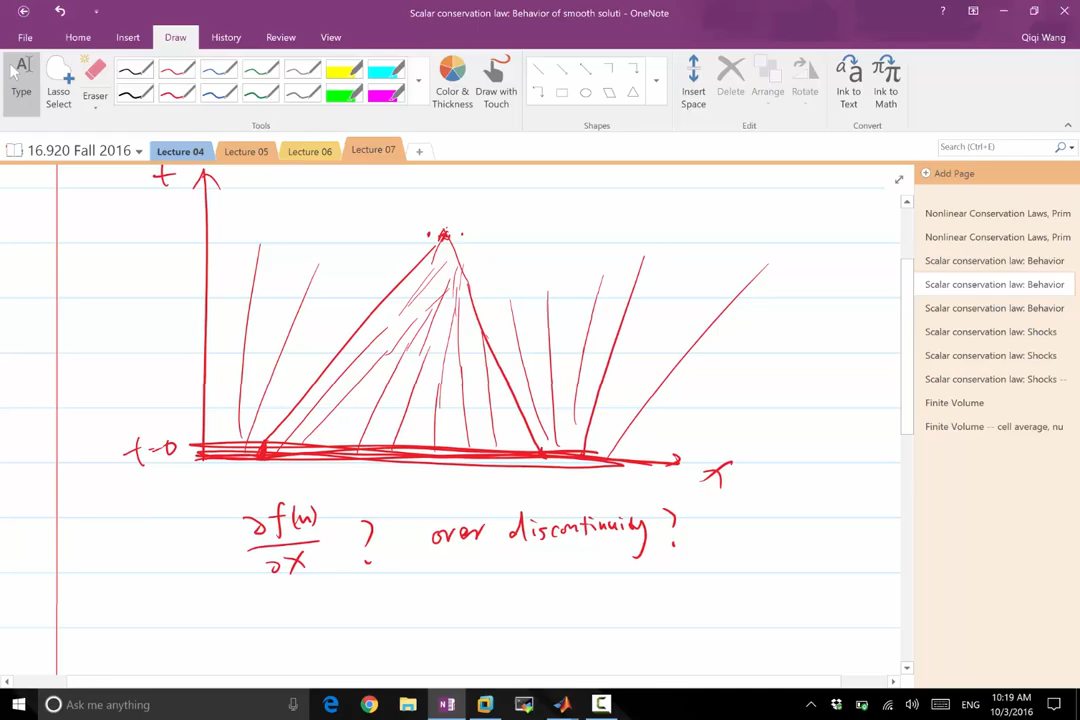 Scalar conservation law: Behavior of smooth soluti - OneNote
?
File Home Insert Draw History Review View Qiqi Wang
Type Lasso Select Eraser Color & Thickness Draw with Touch Insert Space Delete Arrange Rotate Ink to Text Ink to Math
Tools Shapes Edit Convert
16.920 Fall 2016 Lecture 04 Lecture 05 Lecture 06 Lecture 07 + Search (Ctrl+E)
Add Page
Nonlinear Conservation Laws, Prim
Nonlinear Conservation Laws, Prim
Scalar conservation law: Behavior
Scalar conservation law: Behavior
Scalar conservation law: Behavior
Scalar conservation law: Shocks
Scalar conservation law: Shocks
Scalar conservation law: Shocks --
Finite Volume
Finite Volume -- cell average, nu
t
t=0
x
∂f(u)
∂x
? over discontinuity?
Ask me anything
ENG
10:19 AM
10/3/2016